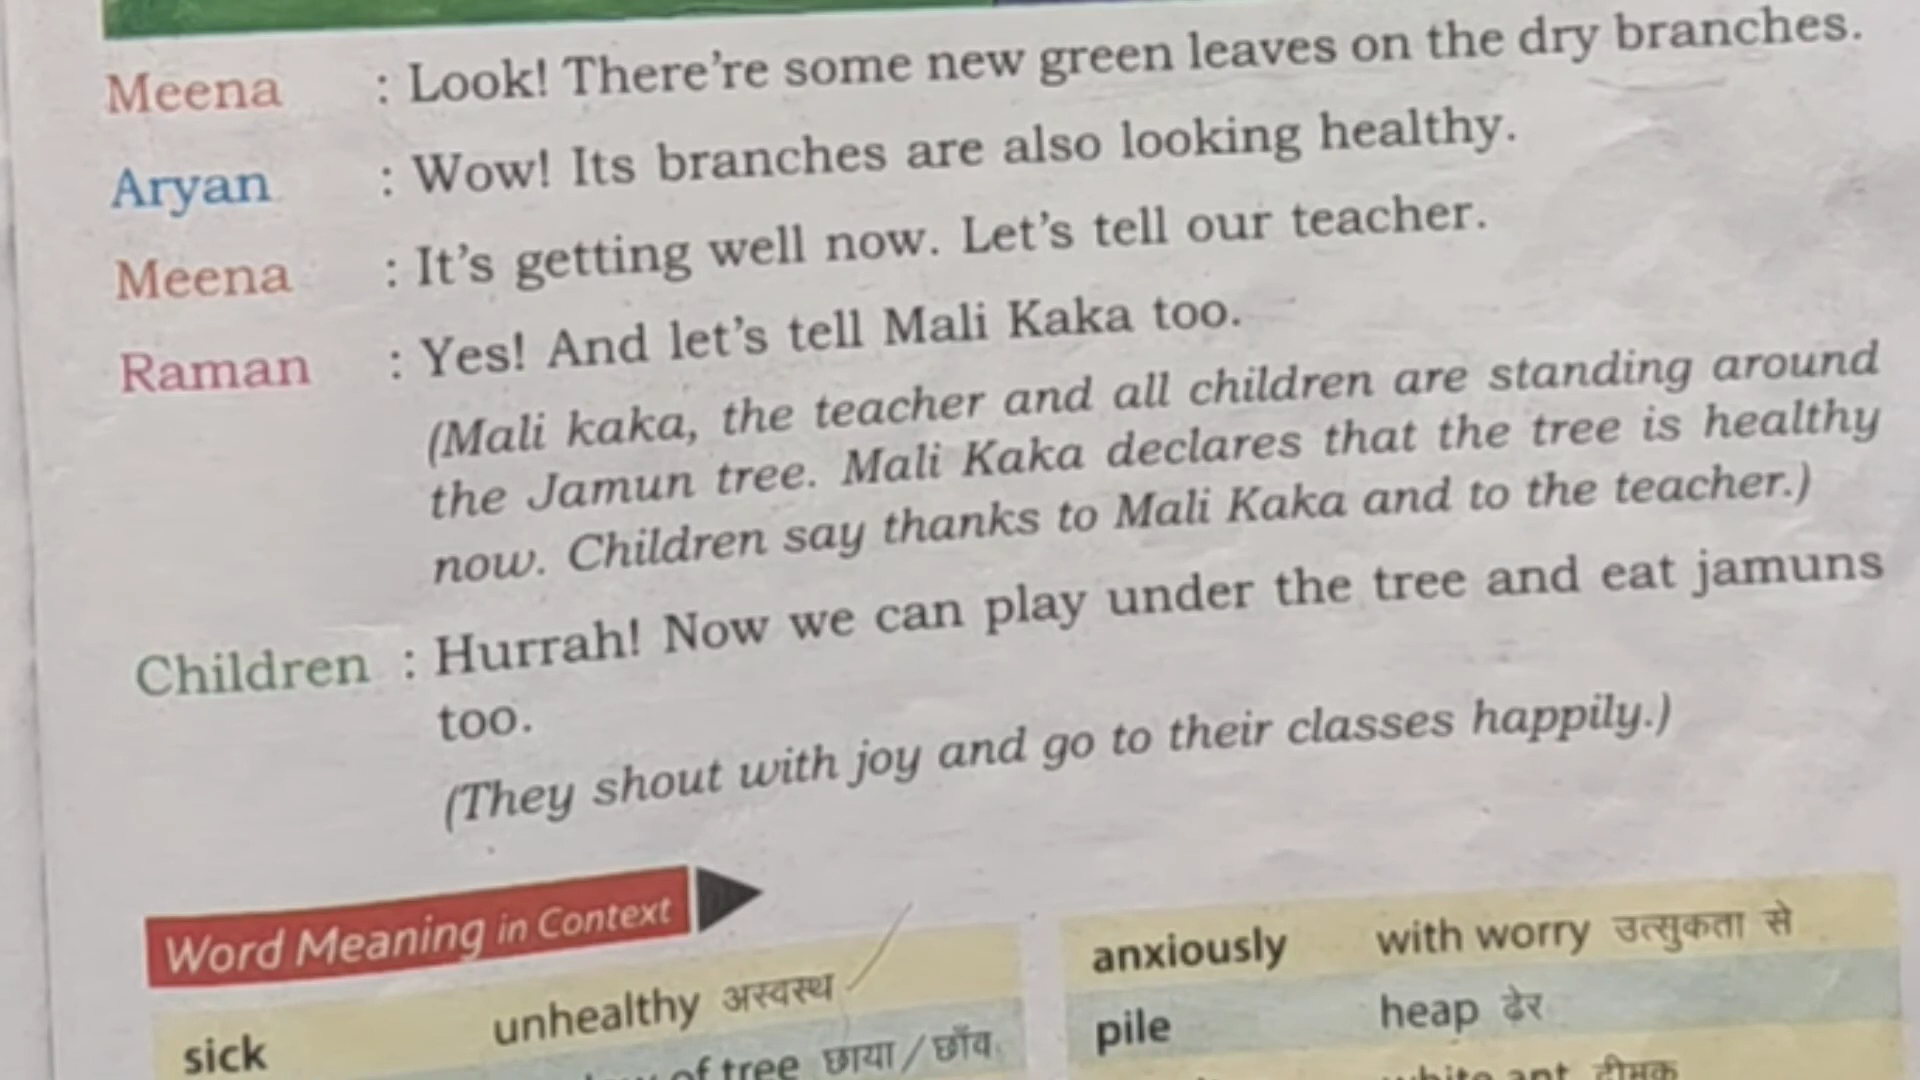 Meena : Look! There're some new green leaves on the dry branches.
Aryan : Wow! Its branches are also looking healthy.
Meena : It's getting well now. Let's tell our teacher.
Raman : Yes! And let's tell Mali Kaka too.
(Mali kaka, the teacher and all children are standing around
the Jamun tree. Mali Kaka declares that the tree is healthy
now. Children say thanks to Mali Kaka and to the teacher.)
Children : Hurrah! Now we can play under the tree and eat jamuns
too.
(They shout with joy and go to their classes happily.)
Word Meaning in Context
sick unhealthy अस्वस्थ
of tree छाया / छाँव
anxiously with worry उत्सुकता से
pile heap ढेर
white ant दीमक